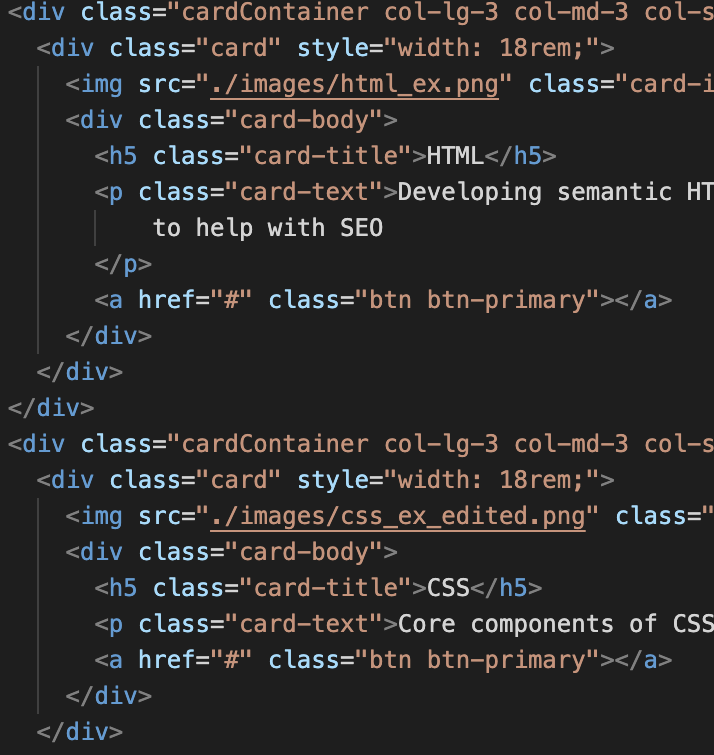 <div class="cardContainer col-lg-3 col-md-3 col-s
<div class="card" style="width: 18rem;">
<img src="./images/html_ex.png" class="card-i
<div class="card-body">
<h5 class="card-title">HTML</h5>
<p class="card-text">Developing semantic HT
to help with SEO
</p>
<a href="#" class="btn btn-primary"></a>
</div>
</div>
</div>
<div class="cardContainer col-lg-3 col-md-3 col-s
<div class="card" style="width: 18rem;">
<img src="./images/css_ex_edited.png" class="
<div class="card-body">
<h5 class="card-title">CSS</h5>
<p class="card-text">Core components of CSS
<a href="#" class="btn btn-primary"></a>
</div>
</div>